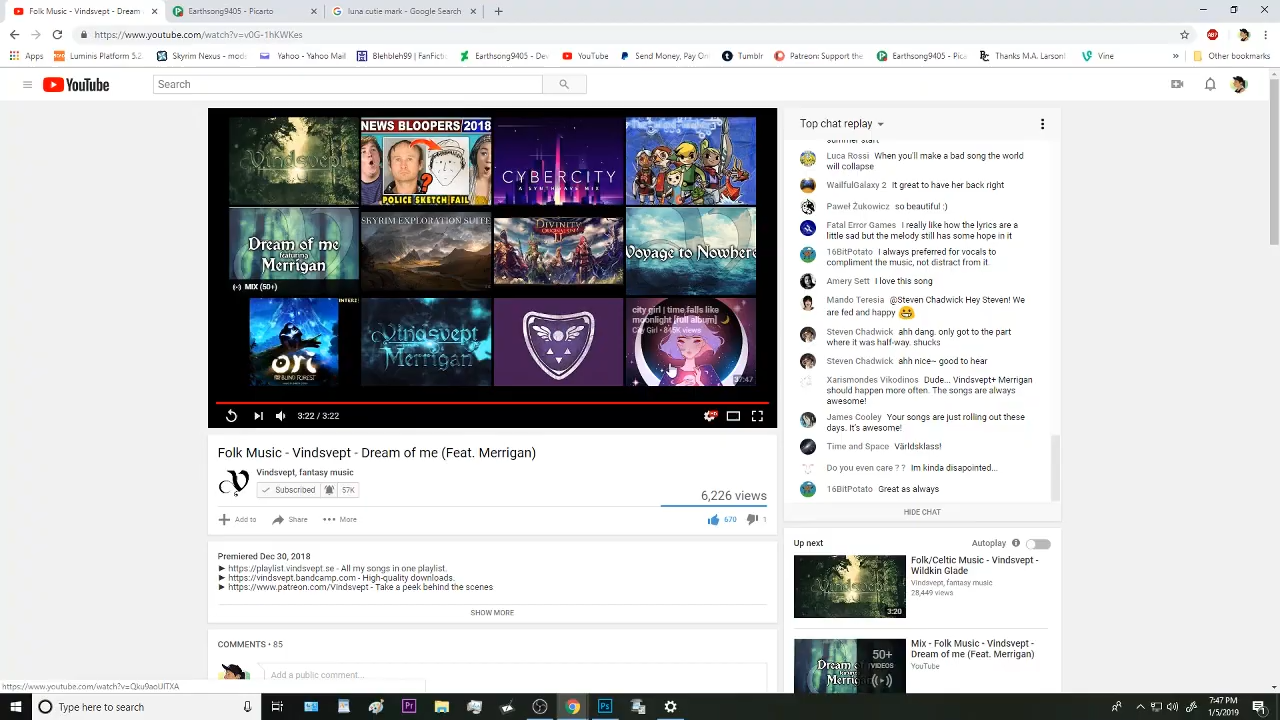 Folk Music - Vindsvept - Dream
Earthsong9405 - Picarto
luna cutie mark - Google Search
https://www.youtube.com/watch?v=v0G-1hKWKes
Apps
Luminis Platform 5.2
Skyrim Nexus - mods
Yahoo - Yahoo Mail
Blehbleh99 | FanFictio
Earthsong9405 - Dev
YouTube
Send Money, Pay Onl
Tumblr
Patreon Support the
Earthsong9405 - Pica
Thanks M.A. Larson!
Vine
»
Other bookmarks
YouTube
Search
Vindsvept
NEWS BLOOPERS 2018
POLICE SKETCH FAIL
CYBERCITY
A SYNTHWAVE MIX
Dream of me
featuring
Merrigan
MIX (50+)
SKYRIM EXPLORATION SUITE
DIVINITY
Voyage to Nowhere
ori
AND THE BLIND FOREST
Vindsvept
Merrigan
city girl | time falls like
moonlight [full album]
City Girl • 845K views
37:47
3:22 / 3:22
Folk Music - Vindsvept - Dream of me (Feat. Merrigan)
Vindsvept, fantasy music
Subscribed
57K
6,226 views
Add to
Share
More
670
1
Premiered Dec 30, 2018
► https://playlist.vindsvept.se - All my songs in one playlist.
► https://vindsvept.bandcamp.com - High-quality downloads.
► https://www.patreon.com/Vindsvept - Take a peek behind the scenes
SHOW MORE
COMMENTS • 85
Add a public comment...
Top chat replay
summer start
Luca Rossi When you'll make a bad song the world
will collapse
WailfulGalaxy 2 It great to have her back right
Paweł Żukowicz so beautiful :)
Fatal Error Games I really like how the lyrics are a
little sad but the melody still has some hope in it
16BitPotato I always preferred for vocals to
compliment the music, not distract from it.
Amery Sett I love this song
Mando Teresia @Steven Chadwick Hey Steven! We
are fed and happy
Steven Chadwick ahh dang. only got to the part
where it was half-way. shucks
Steven Chadwick ahh nice~ good to hear
Xarismondes Vikodinos Dude... Vindsvept+ Merrigan
should happen more often. The songs are always
awesome!
James Cooley Your songs are just rolling out these
days. It's awesome!
Time and Space Världsklass!
Do you even care ? ? Im kinda disapointed...
16BitPotato Great as always
HIDE CHAT
Up next
Autoplay
Folk/Celtic Music - Vindsvept -
Wildkin Glade
Vindsvept, fantasy music
28,449 views
3:20
Mix - Folk Music - Vindsvept -
Dream of me (Feat. Merrigan)
YouTube
50+
VIDEOS
Dream of me
https://www.youtube.com/watch?v=Qku9aoUlTXA
Type here to search
7:47 PM
1/5/2019